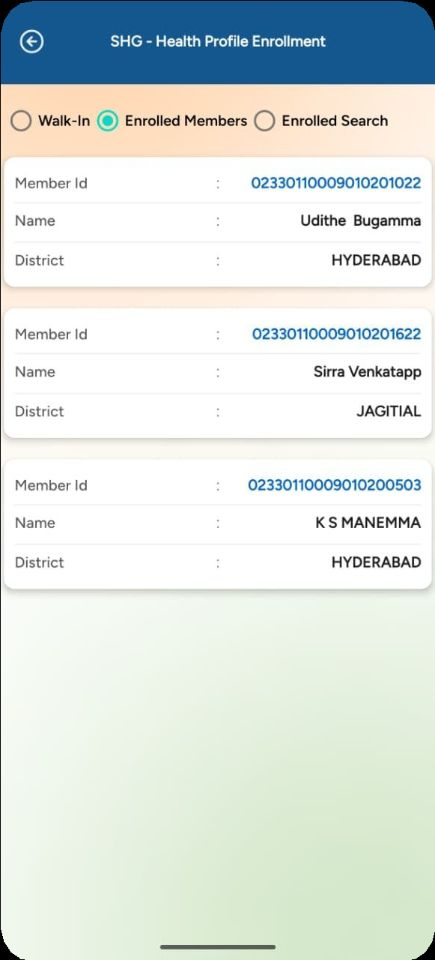 SHG - Health Profile Enrollment
Walk-In Enrolled Members Enrolled Search
Member Id : 02330110009010201022
Name : Udithe Bugamma
District : HYDERABAD
Member Id : 02330110009010201622
Name : Sirra Venkatapp
District : JAGITIAL
Member Id : 02330110009010200503
Name : K S MANEMMA
District : HYDERABAD